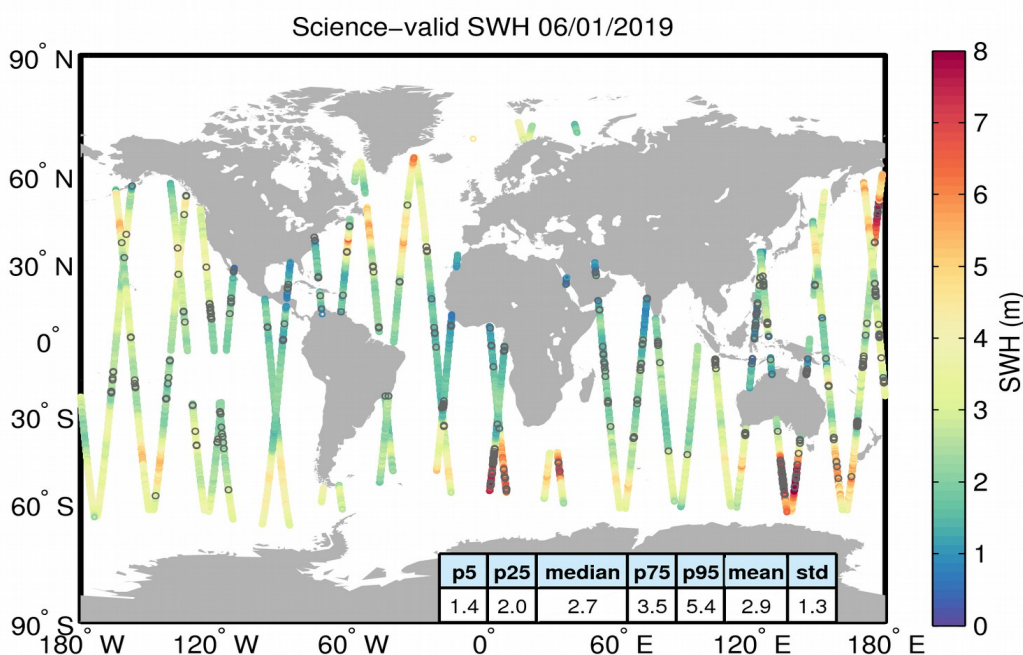 Science−valid SWH 06/01/2019
90° N
60° N
30° N
0°
30° S
60° S
90° S
180° W
120° W
60° W
0°
60° E
120° E
180° E
p5 p25 median p75 p95 mean std
1.4 2.0 2.7 3.5 5.4 2.9 1.3
8
7
6
5
4
3
2
1
0
SWH (m)